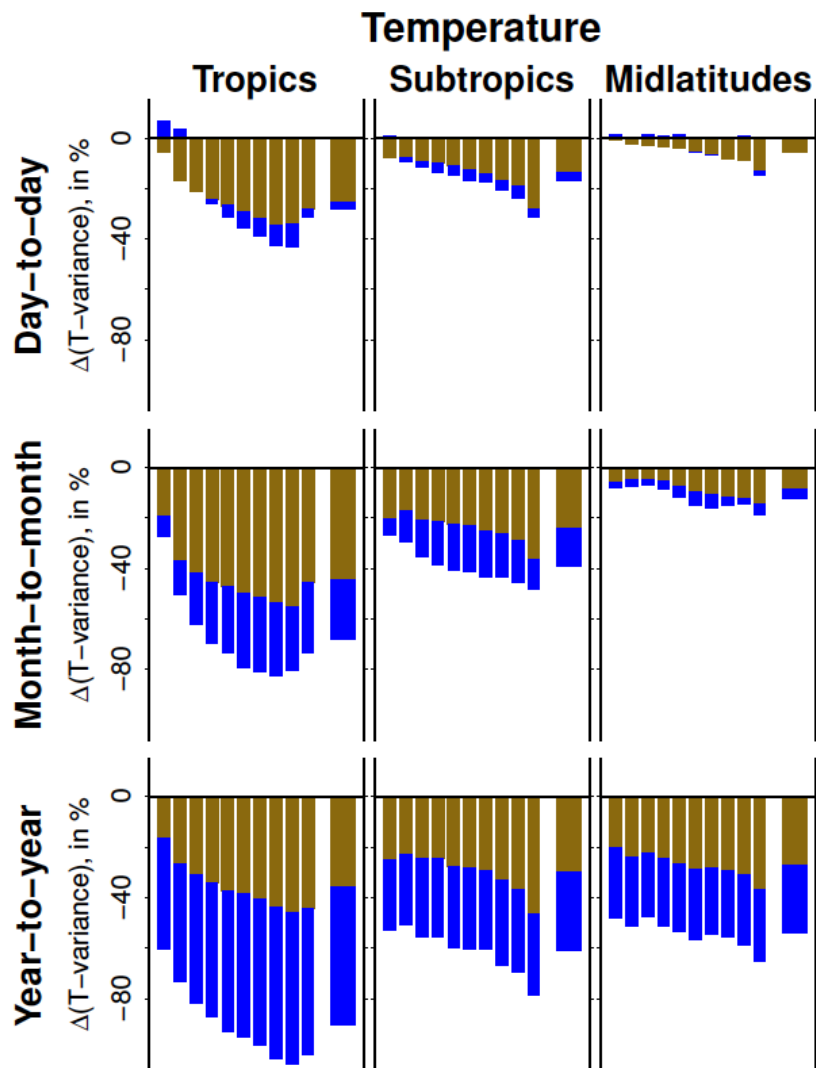 Temperature
Tropics Subtropics Midlatitudes
Day−to−day
Δ(T−variance), in %
0
−40
−80
Month−to−month
Δ(T−variance), in %
0
−40
−80
Year−to−year
Δ(T−variance), in %
0
−40
−80